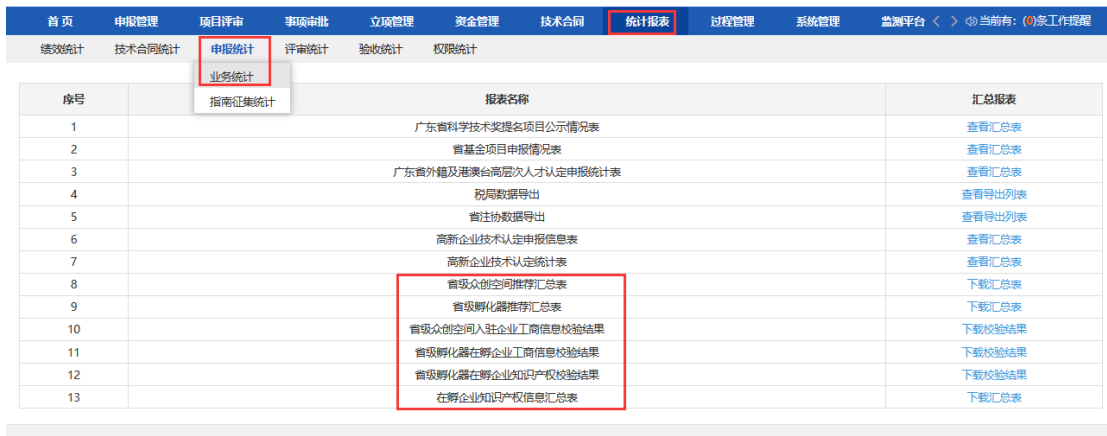 首 页 申报管理 项目评审 事项审批 立项管理 资金管理 技术合同 统计报表 过程管理 系统管理 监测平台 < > 当前有：(0)条工作提醒
绩效统计 技术合同统计 申报统计 评审统计 验收统计 权限统计
业务统计
指南征集统计
序号 报表名称 汇总报表
1 广东省科学技术奖提名项目公示情况表 查看汇总表
2 省基金项目申报情况表 查看汇总表
3 广东省外籍及港澳台高层次人才认定申报统计表 查看汇总表
4 税局数据导出 查看导出列表
5 省注协数据导出 查看导出列表
6 高新企业技术认定申报信息表 查看汇总表
7 高新企业技术认定统计表 查看汇总表
8 省级众创空间推荐汇总表 下载汇总表
9 省级孵化器推荐汇总表 下载汇总表
10 省级众创空间入驻企业工商信息校验结果 下载校验结果
11 省级孵化器在孵企业工商信息校验结果 下载校验结果
12 省级孵化器在孵企业知识产权校验结果 下载校验结果
13 在孵企业知识产权信息汇总表 下载汇总表